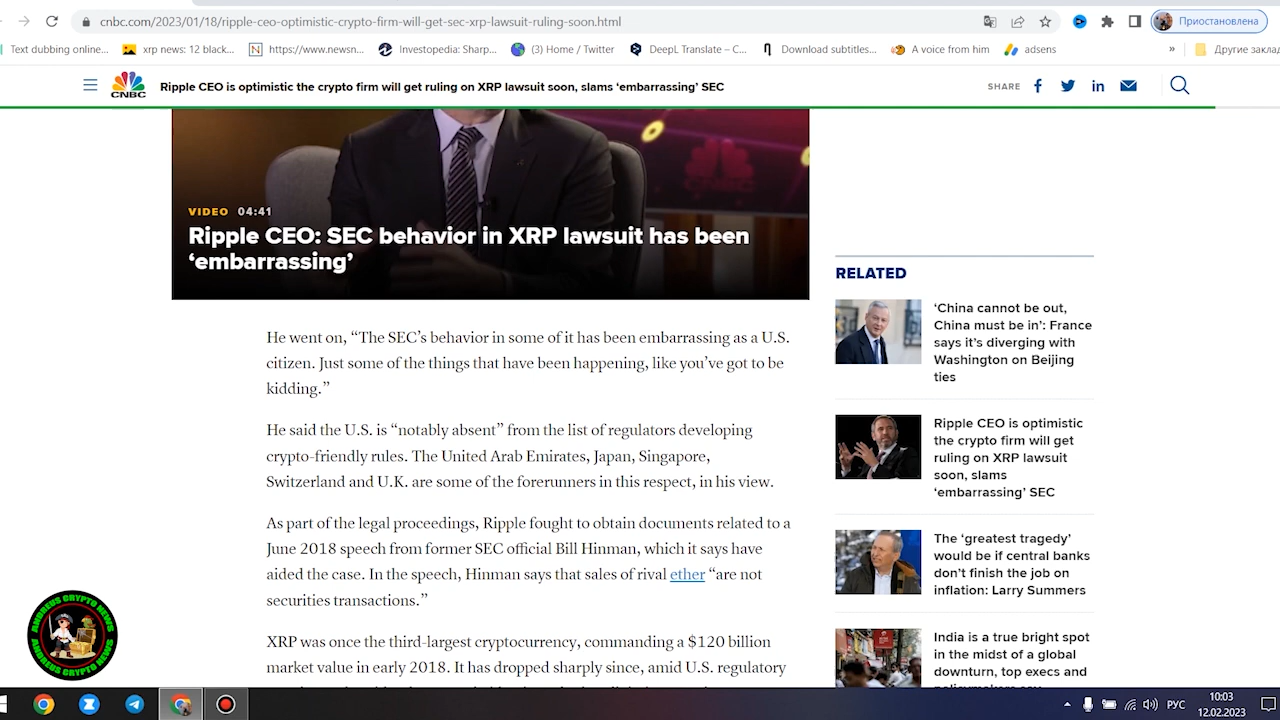 cnbc.com/2023/01/18/ripple-ceo-optimistic-crypto-firm-will-get-sec-xrp-lawsuit-ruling-soon.html
Приостановлена
Text dubbing online...
xrp news: 12 black...
https://www.newsn...
Investopedia: Sharp...
(3) Home / Twitter
DeepL Translate – C...
Download subtitles...
A voice from him
adsens
»
Другие закла
CNBC
Ripple CEO is optimistic the crypto firm will get ruling on XRP lawsuit soon, slams ‘embarrassing’ SEC
SHARE
VIDEO 04:41
Ripple CEO: SEC behavior in XRP lawsuit has been
‘embarrassing’
He went on, “The SEC’s behavior in some of it has been embarrassing as a U.S.
citizen. Just some of the things that have been happening, like you’ve got to be
kidding.”
He said the U.S. is “notably absent” from the list of regulators developing
crypto-friendly rules. The United Arab Emirates, Japan, Singapore,
Switzerland and U.K. are some of the forerunners in this respect, in his view.
As part of the legal proceedings, Ripple fought to obtain documents related to a
June 2018 speech from former SEC official Bill Hinman, which it says have
aided the case. In the speech, Hinman says that sales of rival ether “are not
securities transactions.”
XRP was once the third-largest cryptocurrency, commanding a $120 billion
market value in early 2018. It has dropped sharply since, amid U.S. regulatory
RELATED
‘China cannot be out,
China must be in’: France
says it’s diverging with
Washington on Beijing
ties
Ripple CEO is optimistic
the crypto firm will get
ruling on XRP lawsuit
soon, slams
‘embarrassing’ SEC
The ‘greatest tragedy’
would be if central banks
don’t finish the job on
inflation: Larry Summers
India is a true bright spot
in the midst of a global
downturn, top execs and
ANDREUS CRYPTO NEWS
ANDREUS CRYPTO NEWS
РУС
10:03
12.02.2023